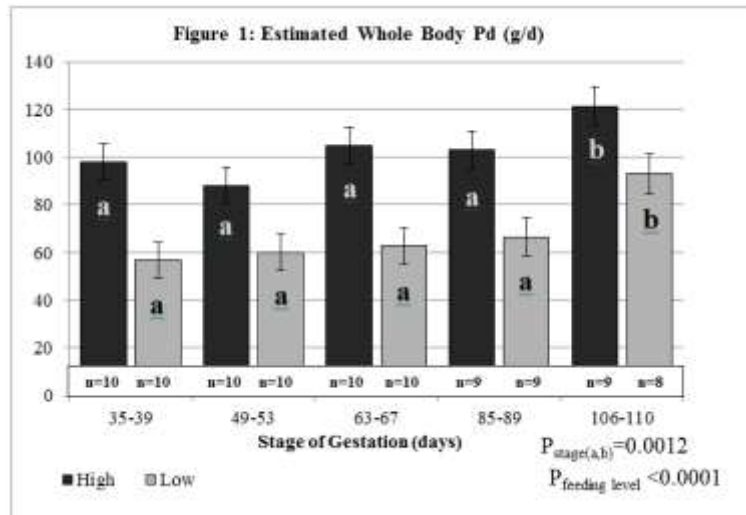 Figure 1: Estimated Whole Body Pd (g/d)
140
120
100
80
60
40
20
0
a
a
a
a
a
a
a
a
b
b
n=10 n=10 n=10 n=10 n=10 n=10 n=9 n=9 n=9 n=8
35-39 49-53 63-67 85-89 106-110
Stage of Gestation (days)
P stage(a,b)=0.0012
High Low
P feeding level <0.0001